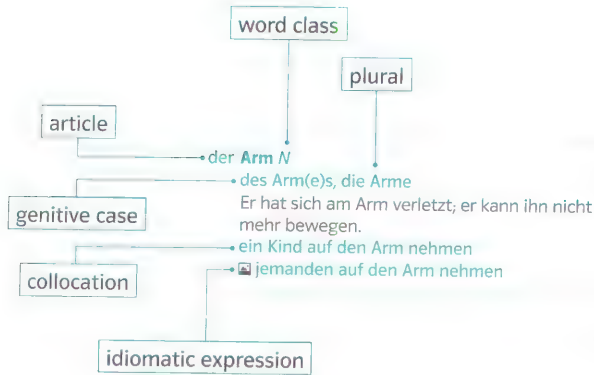 word class
plural
article
der Arm N
des Arm(e)s, die Arme
genitive case
Er hat sich am Arm verletzt; er kann ihn nicht
mehr bewegen.
ein Kind auf den Arm nehmen
collocation
jemanden auf den Arm nehmen
idiomatic expression